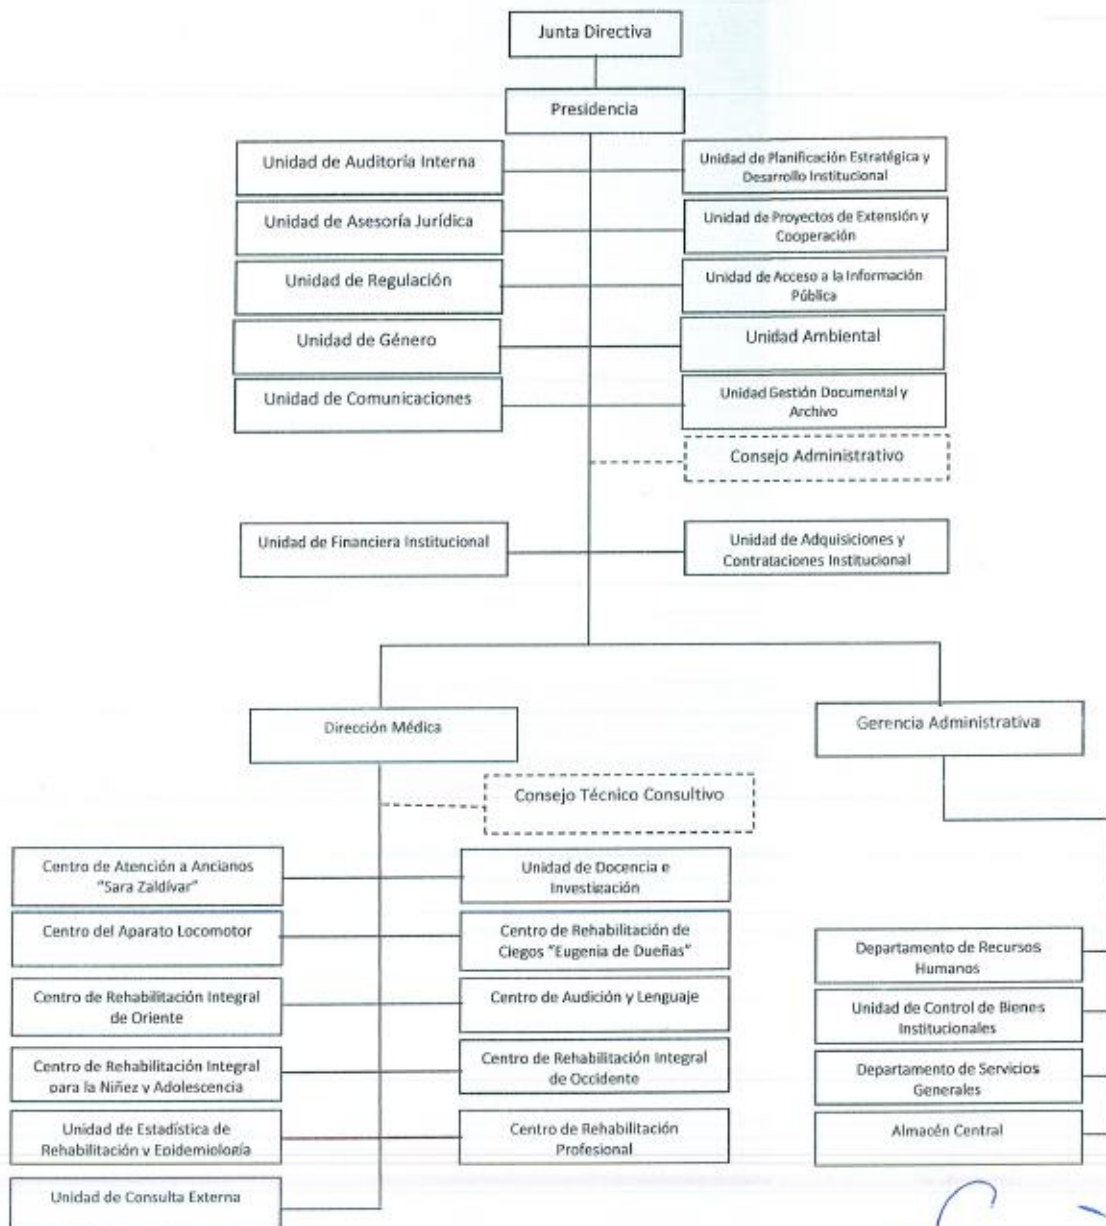 Junta Directiva
Presidencia
Unidad de Auditoría Interna
Unidad de Planificación Estratégica y
Desarrollo Institucional
Unidad de Asesoría Jurídica
Unidad de Proyectos de Extensión y
Cooperación
Unidad de Regulación
Unidad de Acceso a la Información
Pública
Unidad de Género
Unidad Ambiental
Unidad de Comunicaciones
Unidad Gestión Documental y
Archivo
Consejo Administrativo
Unidad de Financiera Institucional
Unidad de Adquisiciones y
Contrataciones Institucional
Dirección Médica
Gerencia Administrativa
Consejo Técnico Consultivo
Centro de Atención a Ancianos
"Sara Zaldívar"
Unidad de Docencia e
Investigación
Centro del Aparato Locomotor
Centro de Rehabilitación de
Ciegos "Eugenia de Dueñas"
Centro de Rehabilitación Integral
de Oriente
Centro de Audición y Lenguaje
Centro de Rehabilitación Integral
para la Niñez y Adolescencia
Centro de Rehabilitación Integral
de Occidente
Unidad de Estadística de
Rehabilitación y Epidemiología
Centro de Rehabilitación
Profesional
Unidad de Consulta Externa
Departamento de Recursos
Humanos
Unidad de Control de Bienes
Institucionales
Departamento de Servicios
Generales
Almacén Central